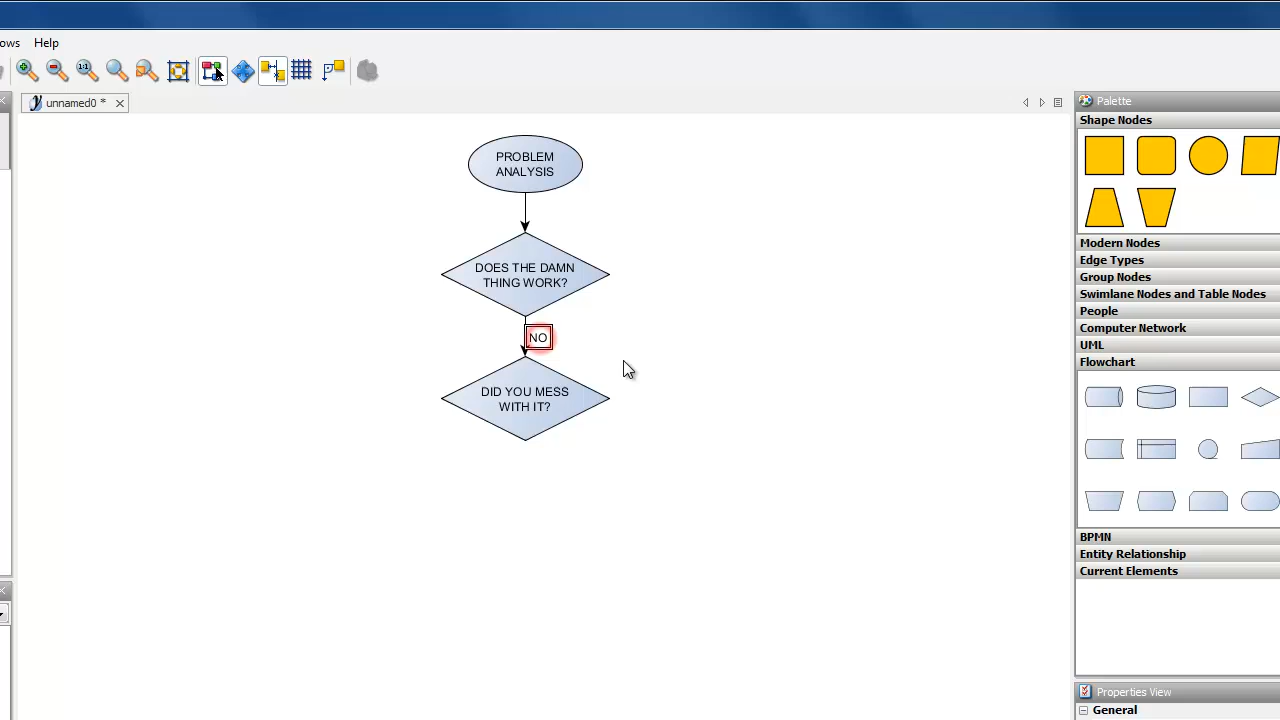 ows Help
1:1
unnamed0 *
PROBLEM
ANALYSIS
DOES THE DAMN
THING WORK?
NO
DID YOU MESS
WITH IT?
Palette
Shape Nodes
Modern Nodes
Edge Types
Group Nodes
Swimlane Nodes and Table Nodes
People
Computer Network
UML
Flowchart
BPMN
Entity Relationship
Current Elements
Properties View
General